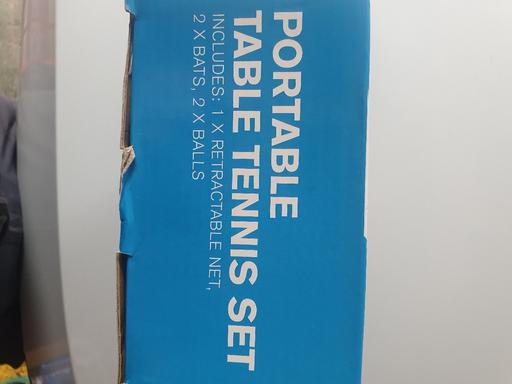 PORTABLE
TABLE TENNIS SET
INCLUDES: 1 X RETRACTABLE NET,
2 X BATS, 2 X BALLS